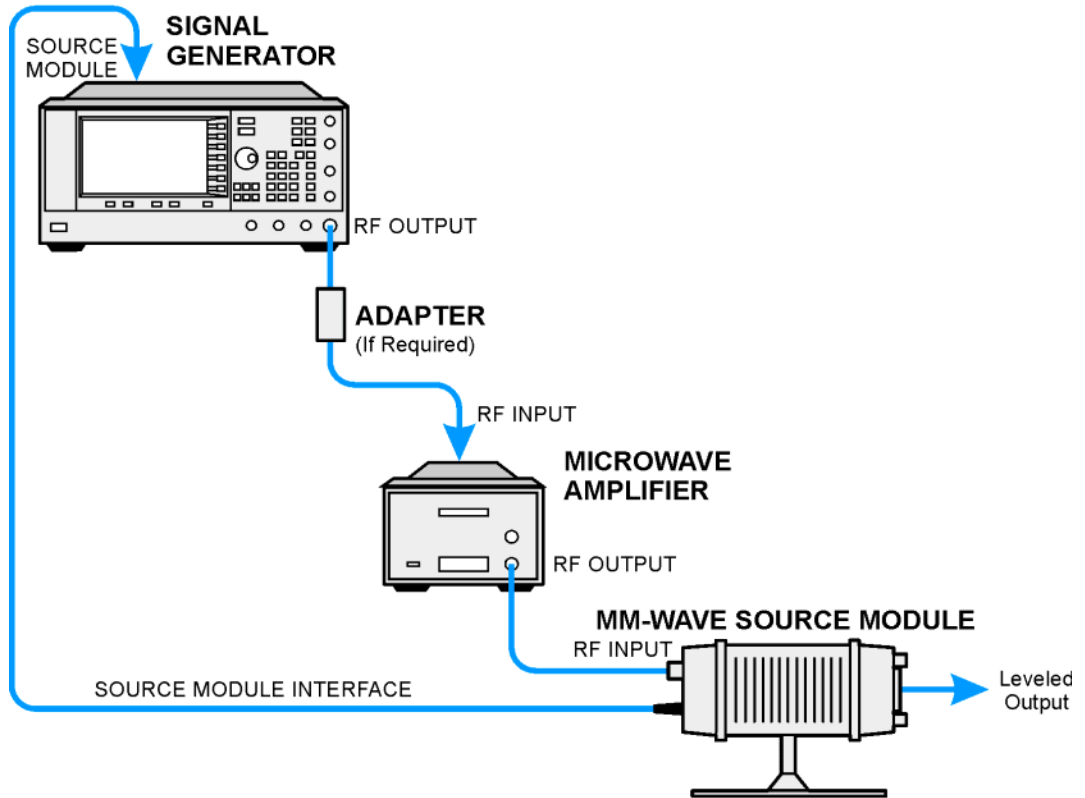 SIGNAL
GENERATOR
SOURCE
MODULE
RF OUTPUT
ADAPTER
(If Required)
RF INPUT
MICROWAVE
AMPLIFIER
RF OUTPUT
MM-WAVE SOURCE MODULE
RF INPUT
SOURCE MODULE INTERFACE
Leveled
Output